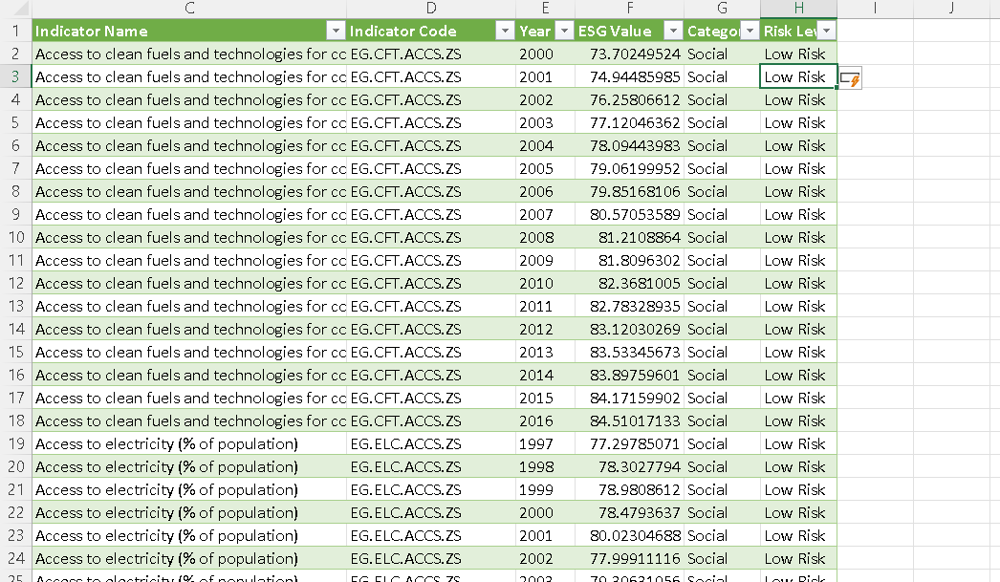 C D E F G H I J
1 Indicator Name Indicator Code Year ESG Value Categor Risk Lev
2 Access to clean fuels and technologies for cc EG.CFT.ACCS.ZS 2000 73.70249524 Social Low Risk
3 Access to clean fuels and technologies for cc EG.CFT.ACCS.ZS 2001 74.94485985 Social Low Risk
4 Access to clean fuels and technologies for cc EG.CFT.ACCS.ZS 2002 76.25806612 Social Low Risk
5 Access to clean fuels and technologies for cc EG.CFT.ACCS.ZS 2003 77.12046362 Social Low Risk
6 Access to clean fuels and technologies for cc EG.CFT.ACCS.ZS 2004 78.09443983 Social Low Risk
7 Access to clean fuels and technologies for cc EG.CFT.ACCS.ZS 2005 79.06199952 Social Low Risk
8 Access to clean fuels and technologies for cc EG.CFT.ACCS.ZS 2006 79.85168106 Social Low Risk
9 Access to clean fuels and technologies for cc EG.CFT.ACCS.ZS 2007 80.57053589 Social Low Risk
10 Access to clean fuels and technologies for cc EG.CFT.ACCS.ZS 2008 81.2108864 Social Low Risk
11 Access to clean fuels and technologies for cc EG.CFT.ACCS.ZS 2009 81.8096302 Social Low Risk
12 Access to clean fuels and technologies for cc EG.CFT.ACCS.ZS 2010 82.3681005 Social Low Risk
13 Access to clean fuels and technologies for cc EG.CFT.ACCS.ZS 2011 82.78328935 Social Low Risk
14 Access to clean fuels and technologies for cc EG.CFT.ACCS.ZS 2012 83.12030269 Social Low Risk
15 Access to clean fuels and technologies for cc EG.CFT.ACCS.ZS 2013 83.53345673 Social Low Risk
16 Access to clean fuels and technologies for cc EG.CFT.ACCS.ZS 2014 83.89759601 Social Low Risk
17 Access to clean fuels and technologies for cc EG.CFT.ACCS.ZS 2015 84.17159902 Social Low Risk
18 Access to clean fuels and technologies for cc EG.CFT.ACCS.ZS 2016 84.51017133 Social Low Risk
19 Access to electricity (% of population) EG.ELC.ACCS.ZS 1997 77.29785071 Social Low Risk
20 Access to electricity (% of population) EG.ELC.ACCS.ZS 1998 78.3027794 Social Low Risk
21 Access to electricity (% of population) EG.ELC.ACCS.ZS 1999 78.9808612 Social Low Risk
22 Access to electricity (% of population) EG.ELC.ACCS.ZS 2000 78.4793637 Social Low Risk
23 Access to electricity (% of population) EG.ELC.ACCS.ZS 2001 80.02304688 Social Low Risk
24 Access to electricity (% of population) EG.ELC.ACCS.ZS 2002 77.99911116 Social Low Risk
25 Access to electricity (% of population) EG.ELC.ACCS.ZS 2003 Social Low Risk